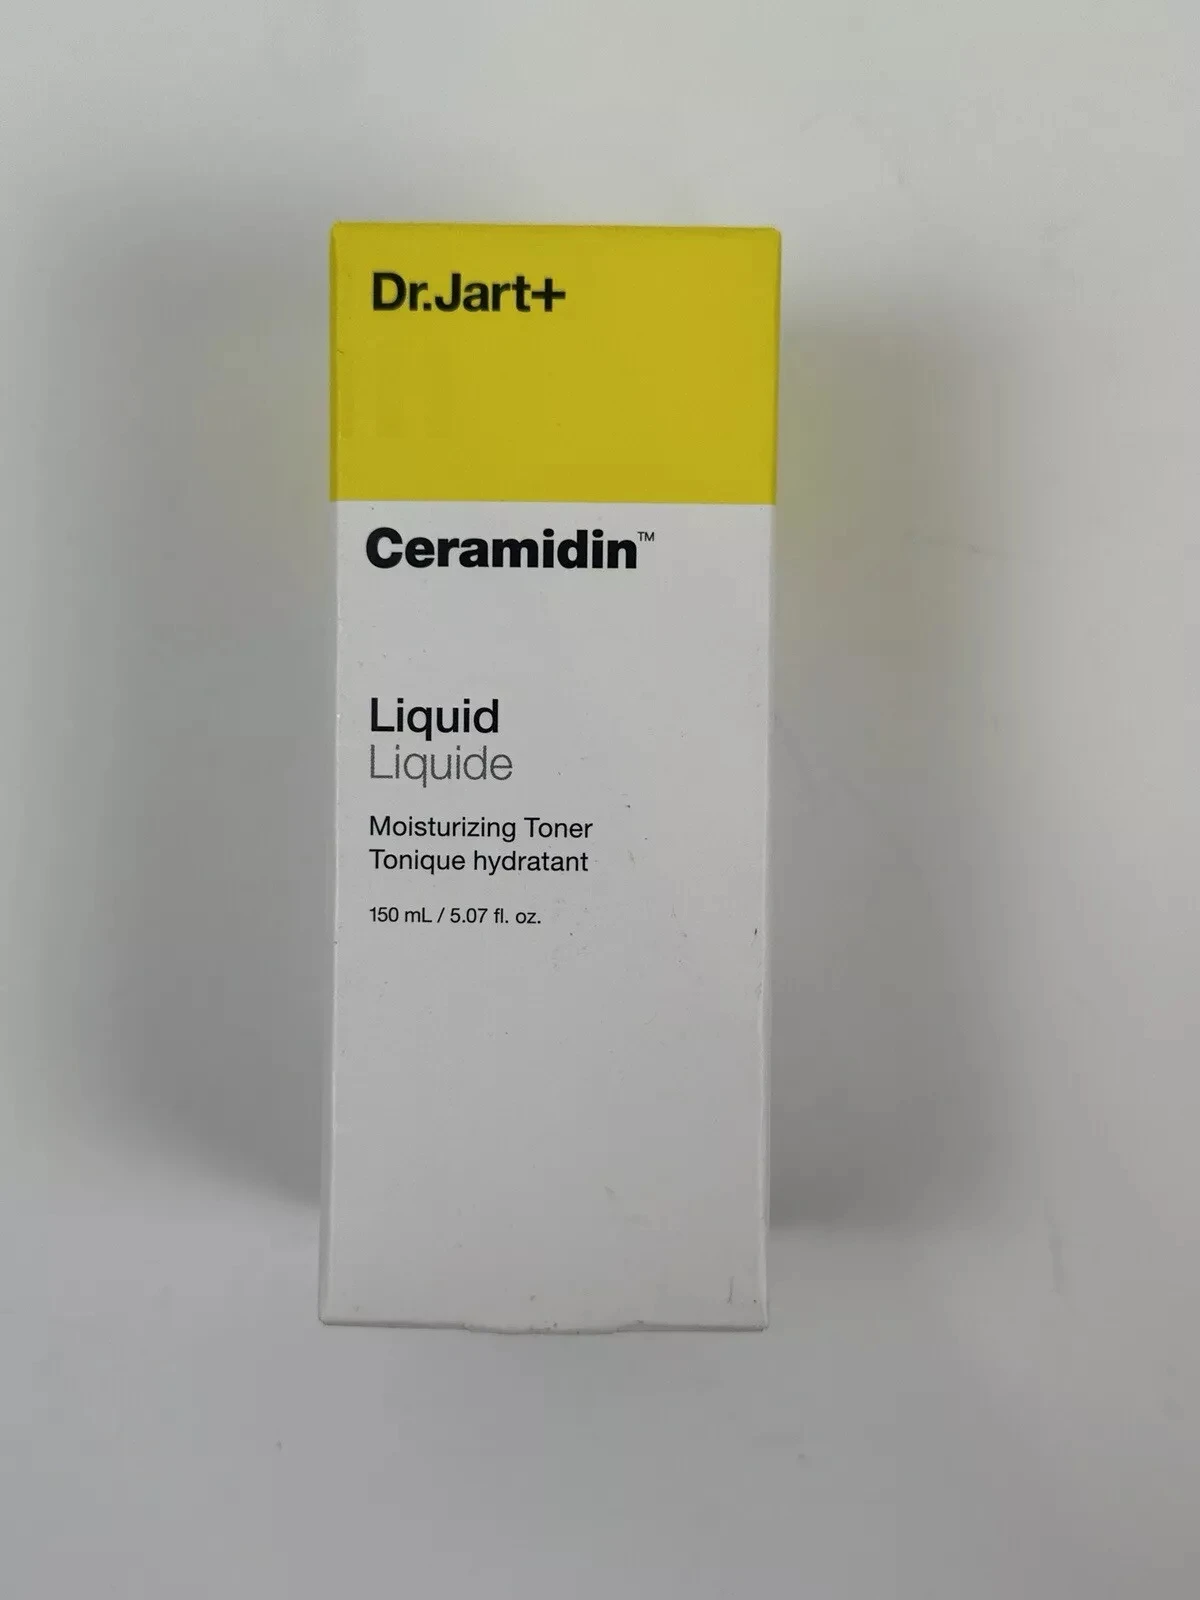 Dr.Jart+
Ceramidin™
Liquid
Liquide
Moisturizing Toner
Tonique hydratant
150 mL / 5.07 fl. oz.